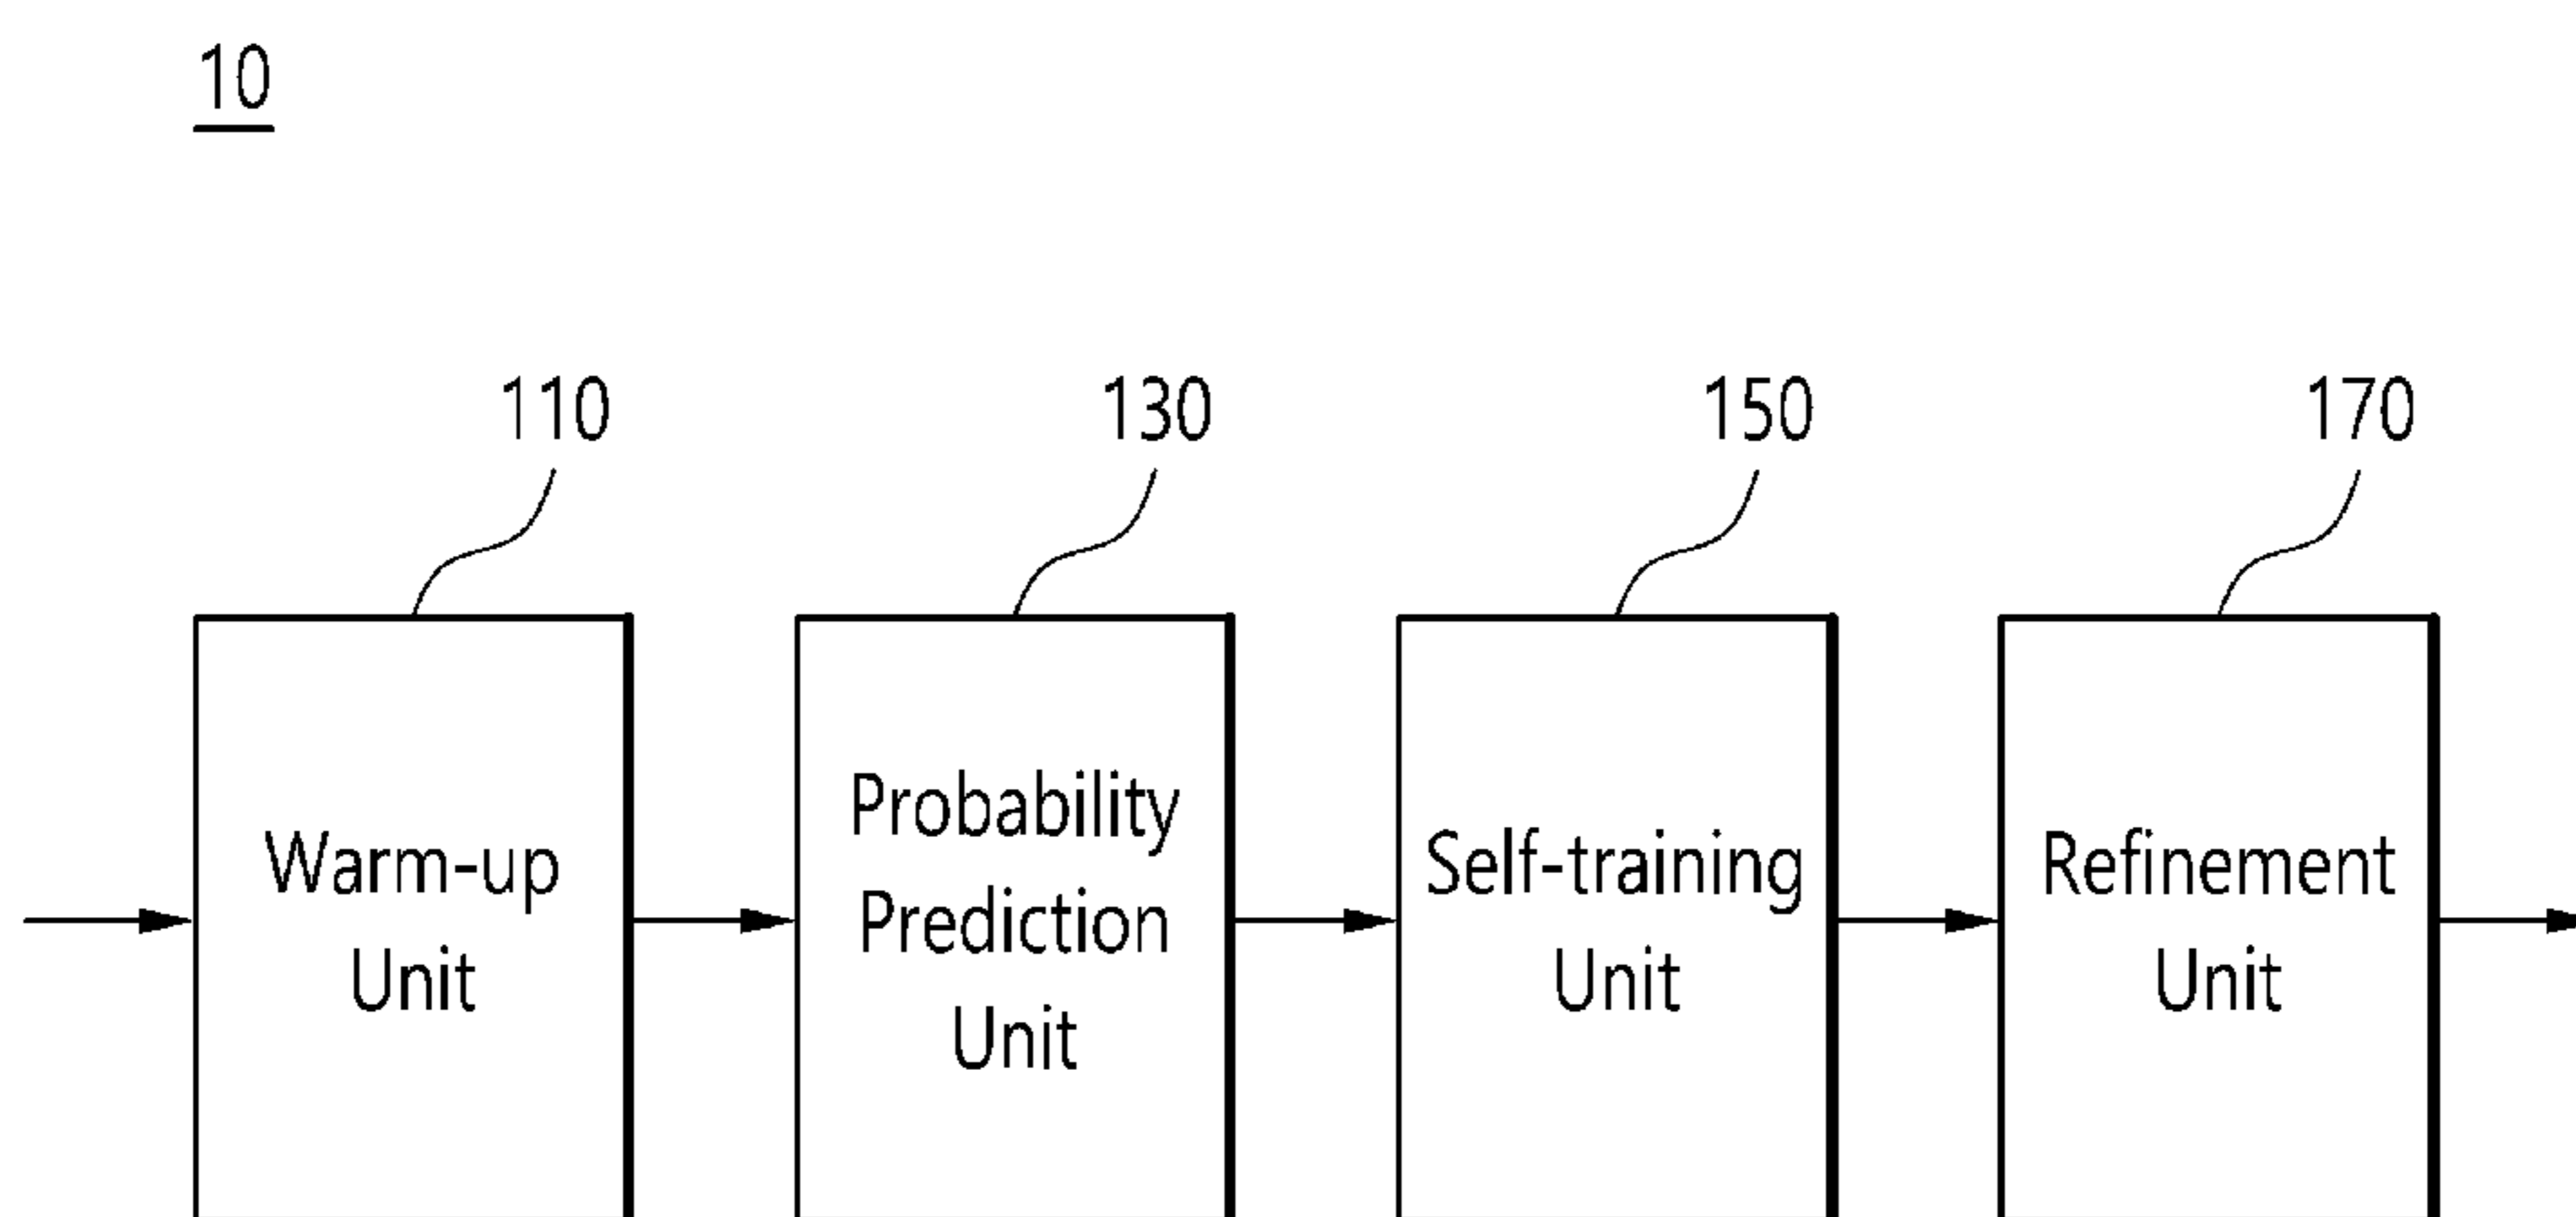 10
110
130
150
170
Warm-up
Unit
Probability
Prediction
Unit
Self-training
Unit
Refinement
Unit